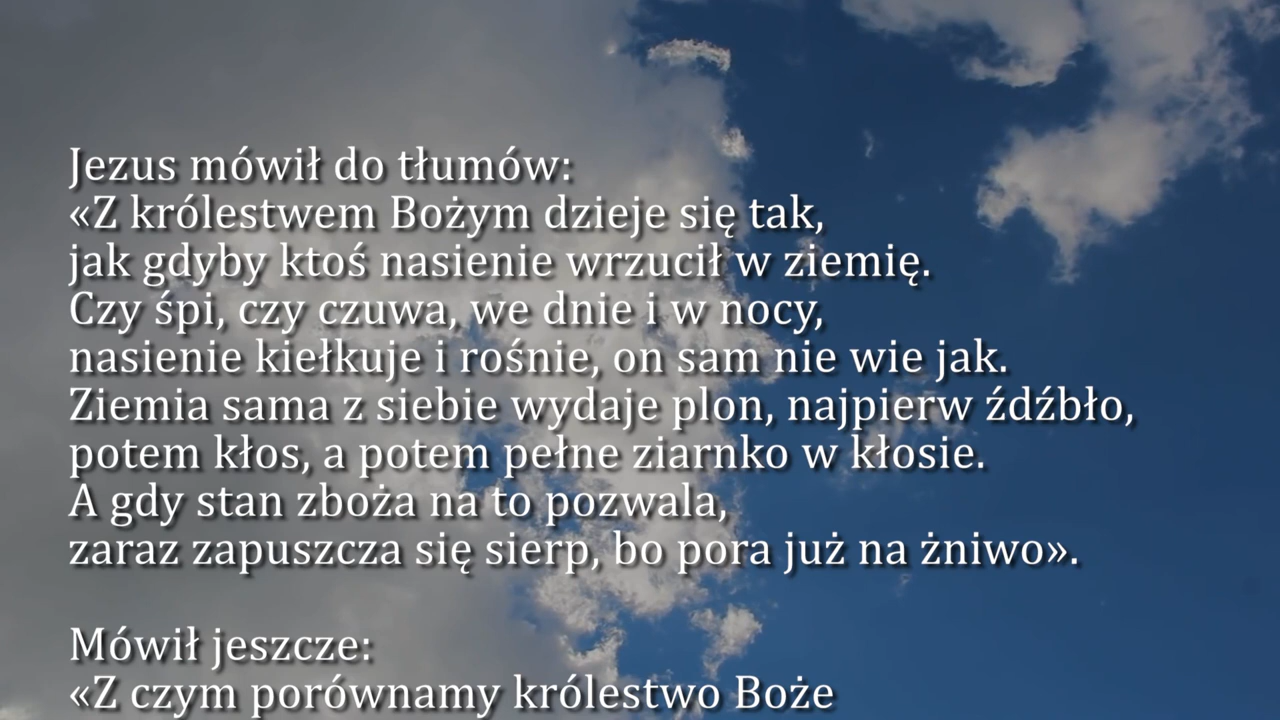 Jezus mówił do tłumów:
«Z królestwem Bożym dzieje się tak,
jak gdyby ktoś nasienie wrzucił w ziemię.
Czy śpi, czy czuwa, we dnie i w nocy,
nasienie kiełkuje i rośnie, on sam nie wie jak.
Ziemia sama z siebie wydaje plon, najpierw źdźbło,
potem kłos, a potem pełne ziarnko w kłosie.
A gdy stan zboża na to pozwala,
zaraz zapuszcza się sierp, bo pora już na żniwo».
Mówił jeszcze:
«Z czym porównamy królestwo Boże